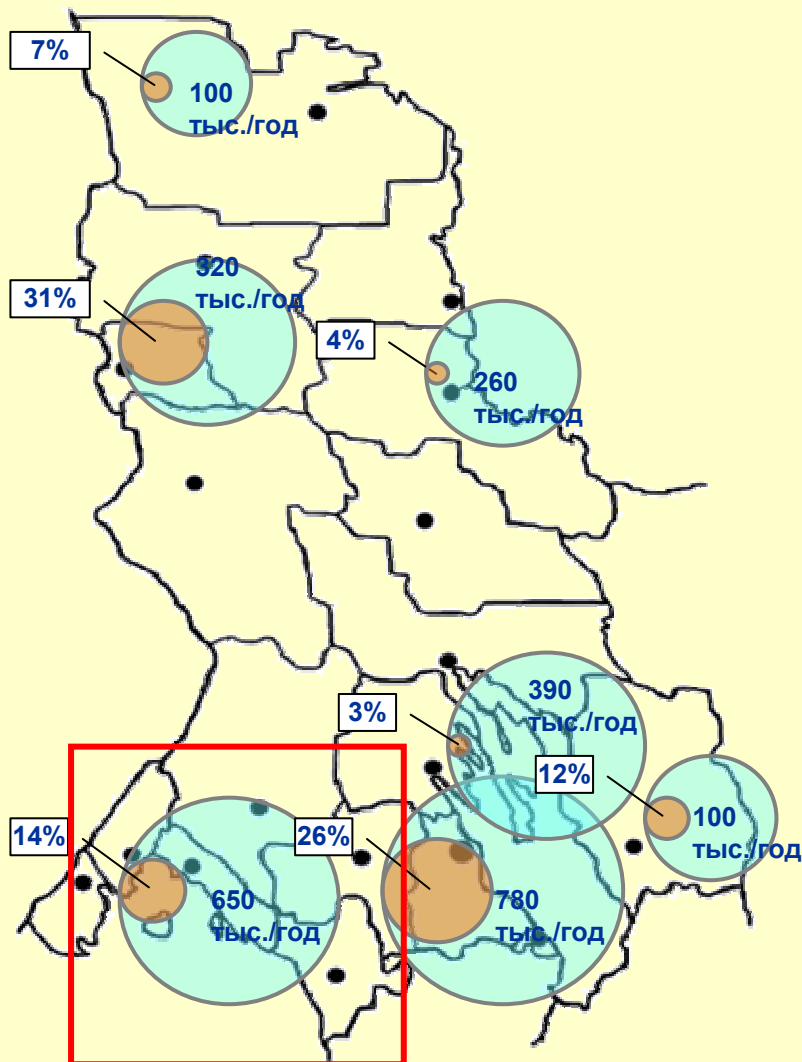 7%
100
тыс./год
31%
320
тыс./год
4%
260
тыс./год
3%
390
тыс./год
12%
100
тыс./год
14%
650
тыс./год
26%
780
тыс./год